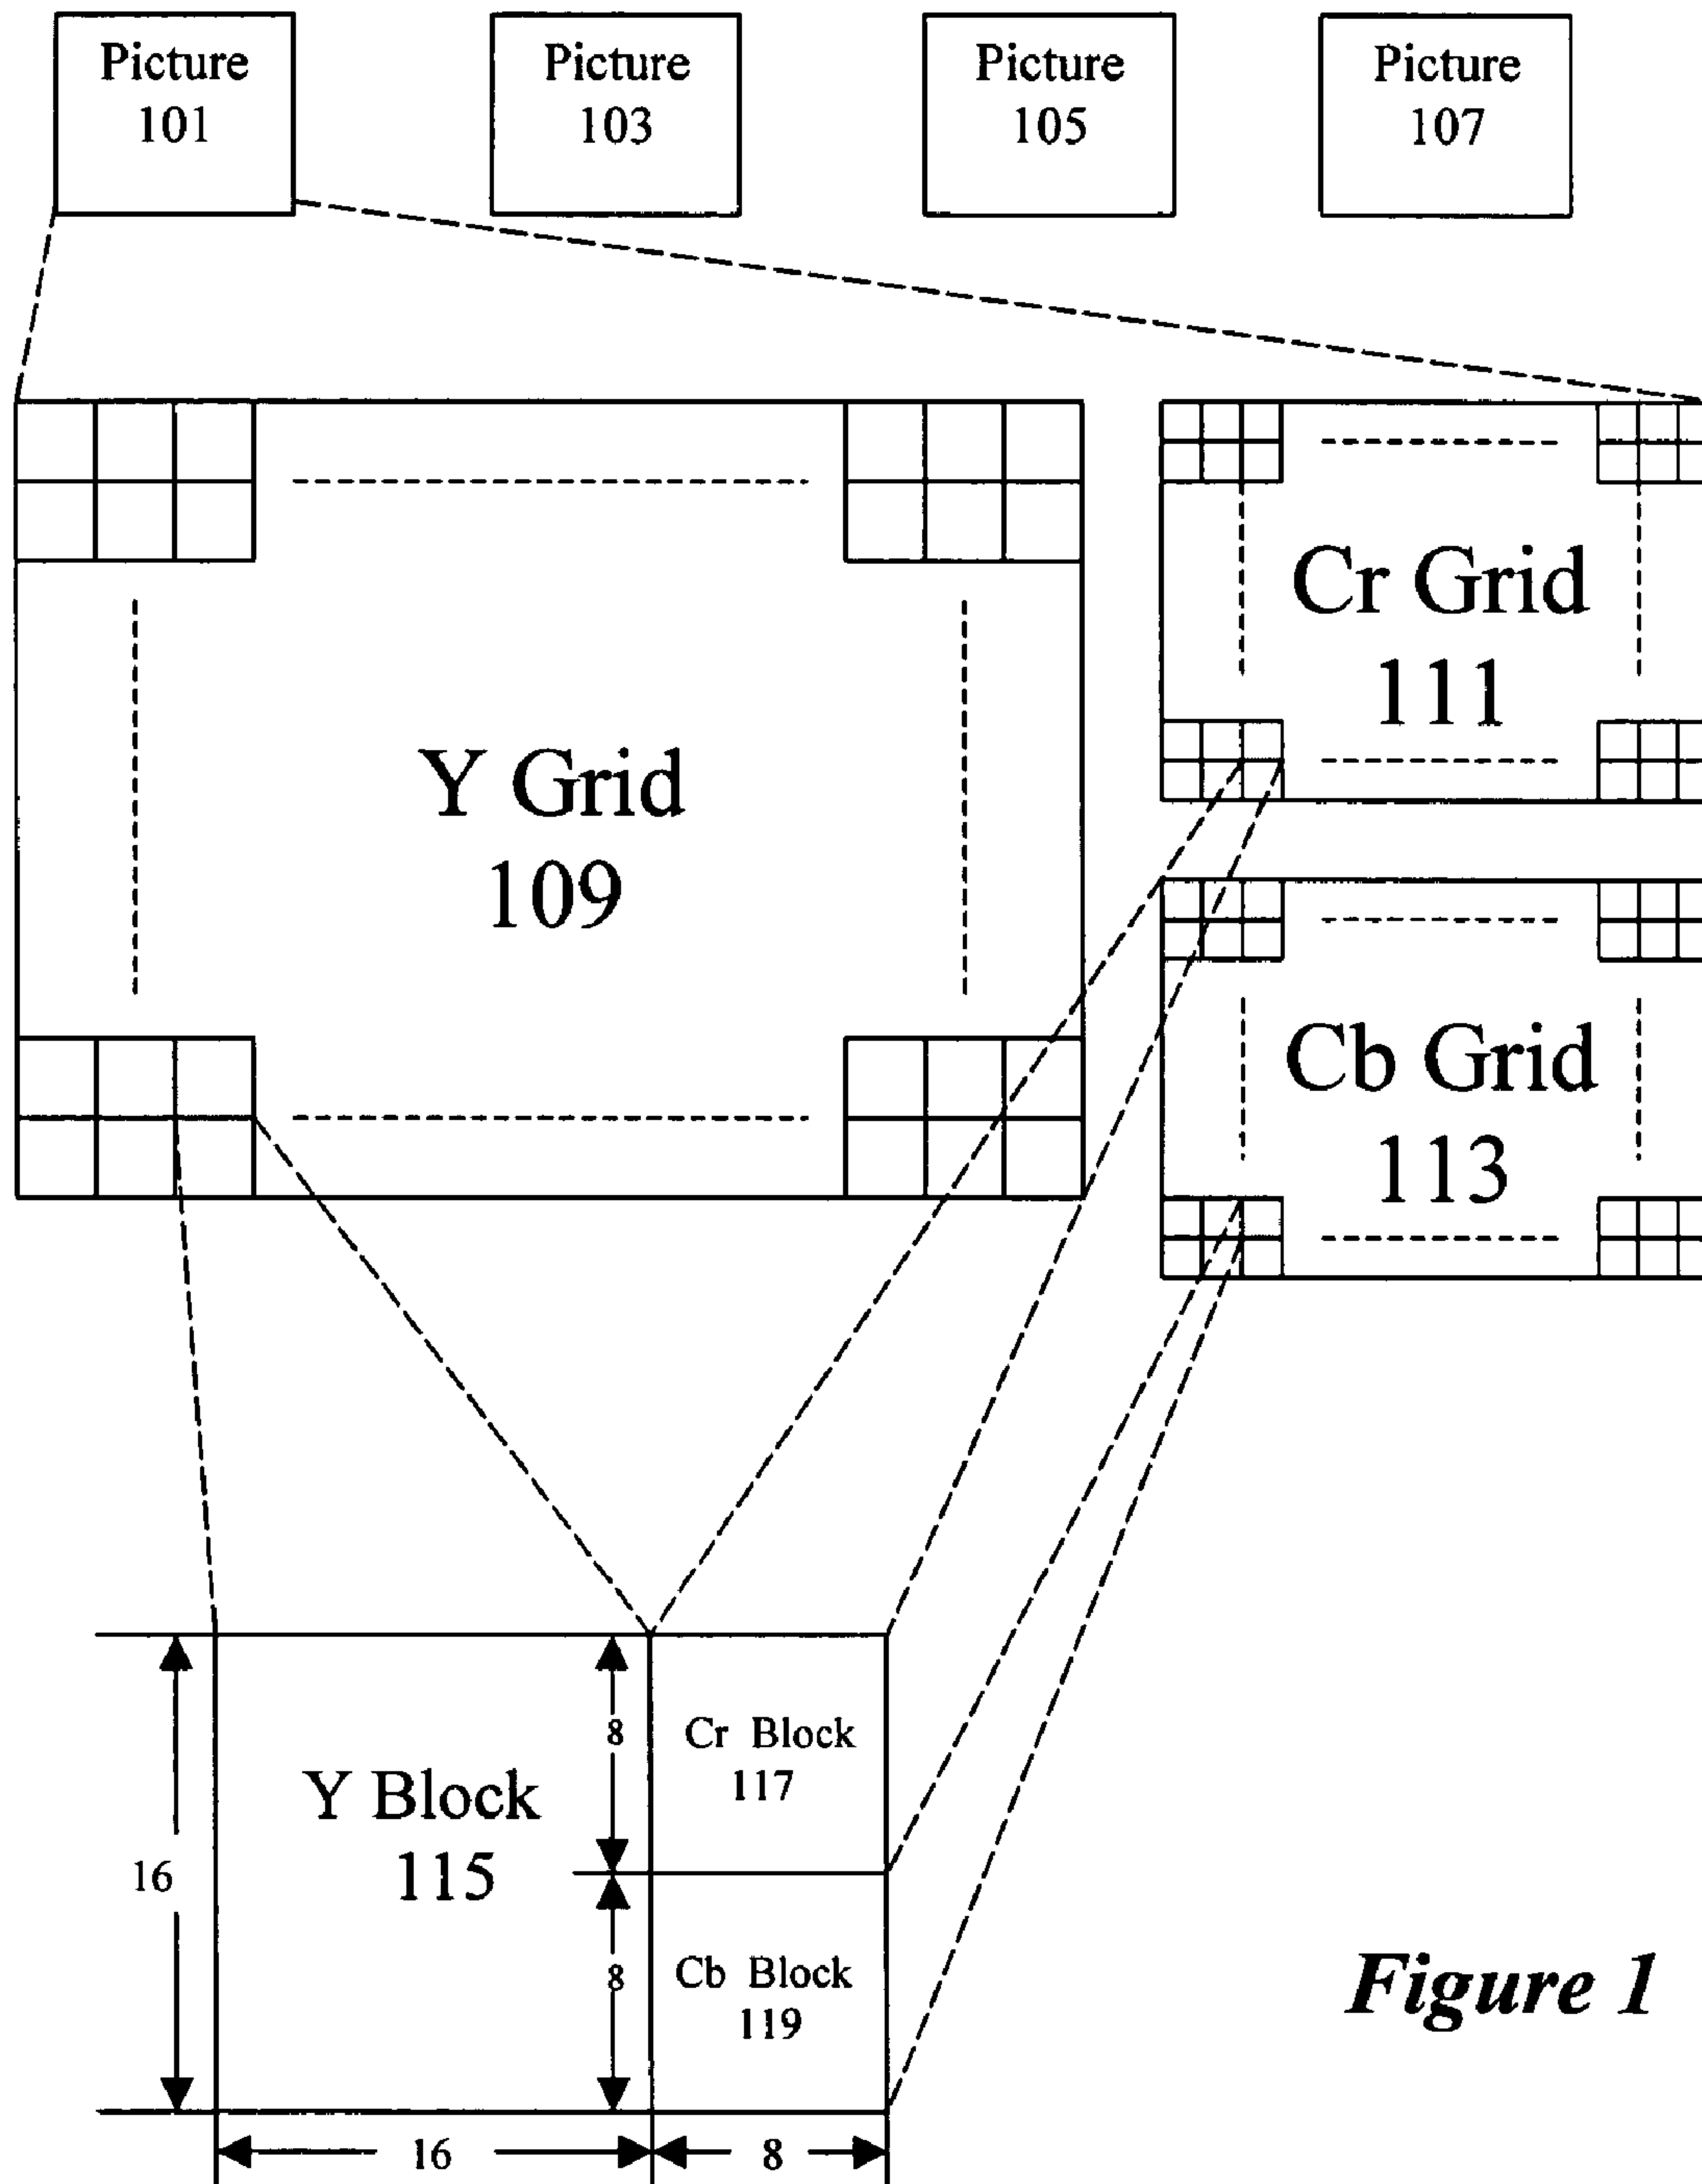 Picture
101
Picture
103
Picture
105
Picture
107
Y Grid
109
Cr Grid
111
Cb Grid
113
Y Block
115
Cr Block
117
Cb Block
119
16
8
8
16
8
Figure 1